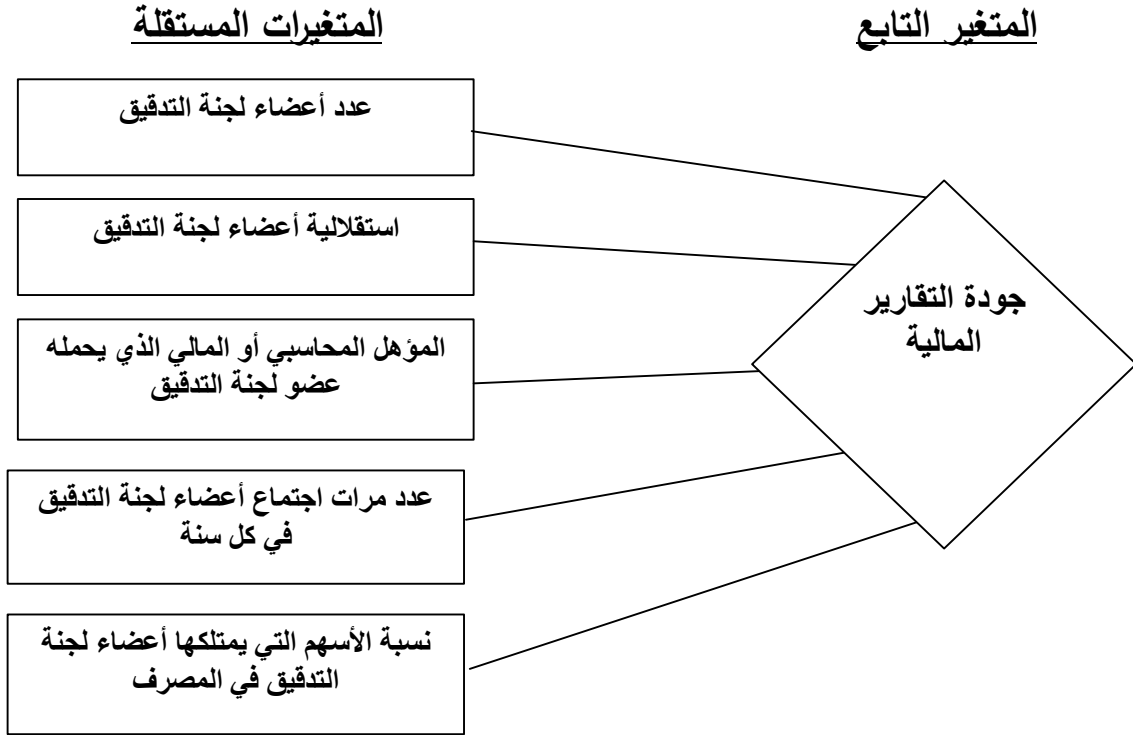 المتغير التابع
المتغيرات المستقلة
عدد أعضاء لجنة التدقيق
استقلالية أعضاء لجنة التدقيق
المؤهل المحاسبي أو المالي الذي يحمله
عضو لجنة التدقيق
عدد مرات اجتماع أعضاء لجنة التدقيق
في كل سنة
نسبة الأسهم التي يمتلكها أعضاء لجنة
التدقيق في المصرف
جودة التقارير
المالية